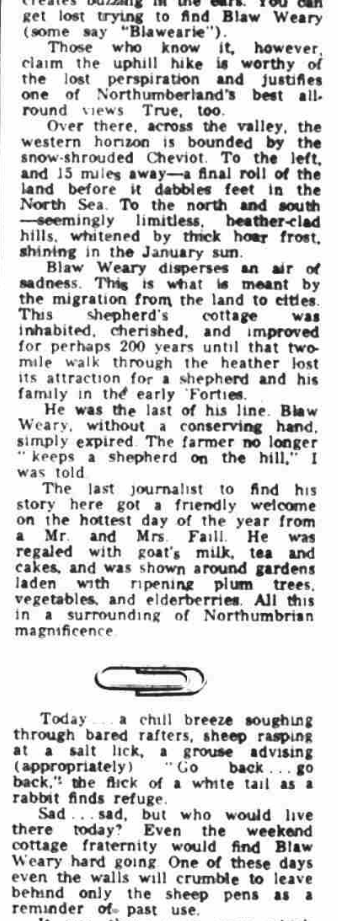 creates buzzing in the ears. You can
get lost trying to find Blaw Weary
(some say "Blawearie").
Those who know it, however,
claim the uphill hike is worthy of
the lost perspiration and justifies
one of Northumberland's best all-
round views True, too.
Over there, across the valley, the
western horizon is bounded by the
snow-shrouded Cheviot. To the left,
and 15 miles away—a final roll of the
land before it dabbles feet in the
North Sea. To the north and south
—seemingly limitless, heather-clad
hills, whitened by thick hoar frost,
shining in the January sun.
Blaw Weary disperses an air of
sadness. This is what is meant by
the migration from the land to cities.
This shepherd's cottage was
inhabited, cherished, and improved
for perhaps 200 years until that two-
mile walk through the heather lost
its attraction for a shepherd and his
family in the early 'Forties.
He was the last of his line. Blaw
Weary, without a conserving hand,
simply expired. The farmer no longer
"keeps a shepherd on the hill," I
was told.
The last journalist to find his
story here got a friendly welcome
on the hottest day of the year from
a Mr. and Mrs. Faill. He was
regaled with goat's milk, tea and
cakes, and was shown around gardens
laden with ripening plum trees,
vegetables, and elderberries. All this
in a surrounding of Northumbrian
magnificence.
Today ... a chill breeze soughing
through bared rafters, sheep rasping
at a salt lick, a grouse advising
(appropriately) "Go back ... go
back," the flick of a white tail as a
rabbit finds refuge.
Sad ... sad, but who would live
there today? Even the weekend
cottage fraternity would find Blaw
Weary hard going. One of these days
even the walls will crumble to leave
behind only the sheep pens as a
reminder of past use.